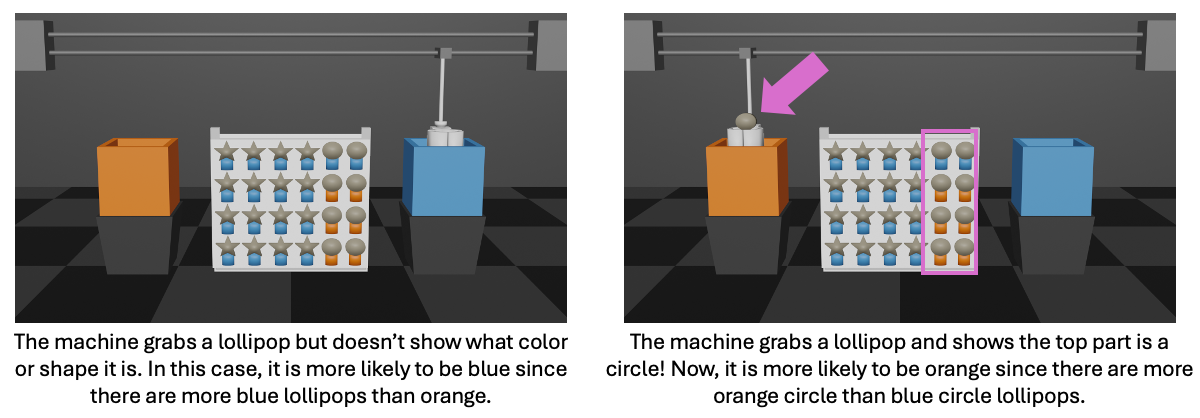 The machine grabs a lollipop but doesn't show what color
or shape it is. In this case, it is more likely to be blue since
there are more blue lollipops than orange.
The machine grabs a lollipop and shows the top part is a
circle! Now, it is more likely to be orange since there are more
orange circle than blue circle lollipops.